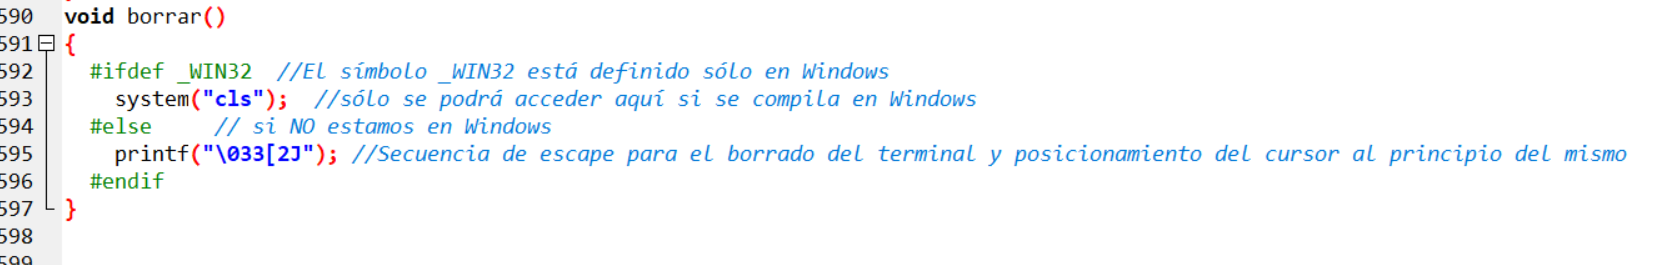 590 void borrar()
591 {
592 #ifdef _WIN32 //El símbolo _WIN32 está definido sólo en Windows
593 system("cls"); //sólo se podrá acceder aquí si se compila en Windows
594 #else // si NO estamos en Windows
595 printf("\033[2J"); //Secuencia de escape para el borrado del terminal y posicionamiento del cursor al principio del mismo
596 #endif
597 }
598
599